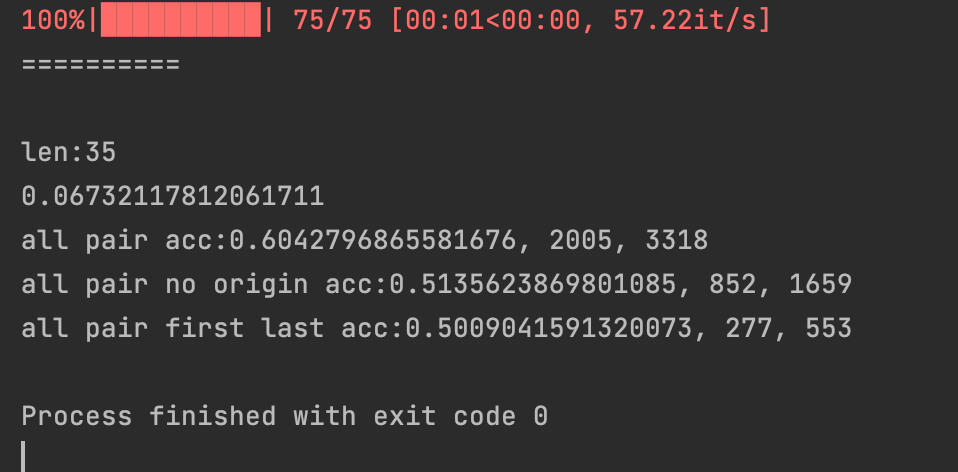 100%|██████████| 75/75 [00:01<00:00, 57.22it/s]
==========
len:35
0.06732117812061711
all pair acc:0.6042796865581676, 2005, 3318
all pair no origin acc:0.5135623869801085, 852, 1659
all pair first last acc:0.5009041591320073, 277, 553
Process finished with exit code 0